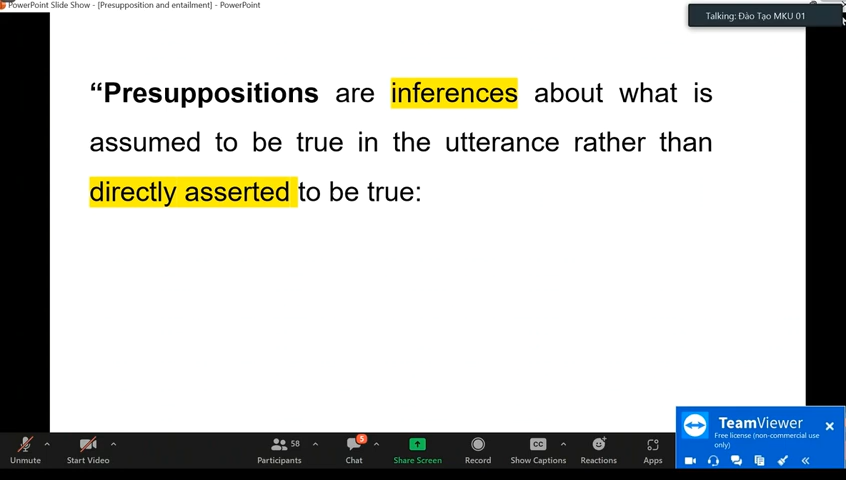 PowerPoint Slide Show - [Presupposition and entailment] - PowerPoint
Talking: Đào Tạo MKU 01
“Presuppositions are inferences about what is
assumed to be true in the utterance rather than
directly asserted to be true:
TeamViewer
Free license (non-commercial use
only)
58
5
CC
Unmute
Start Video
Participants
Chat
Share Screen
Record
Show Captions
Reactions
Apps